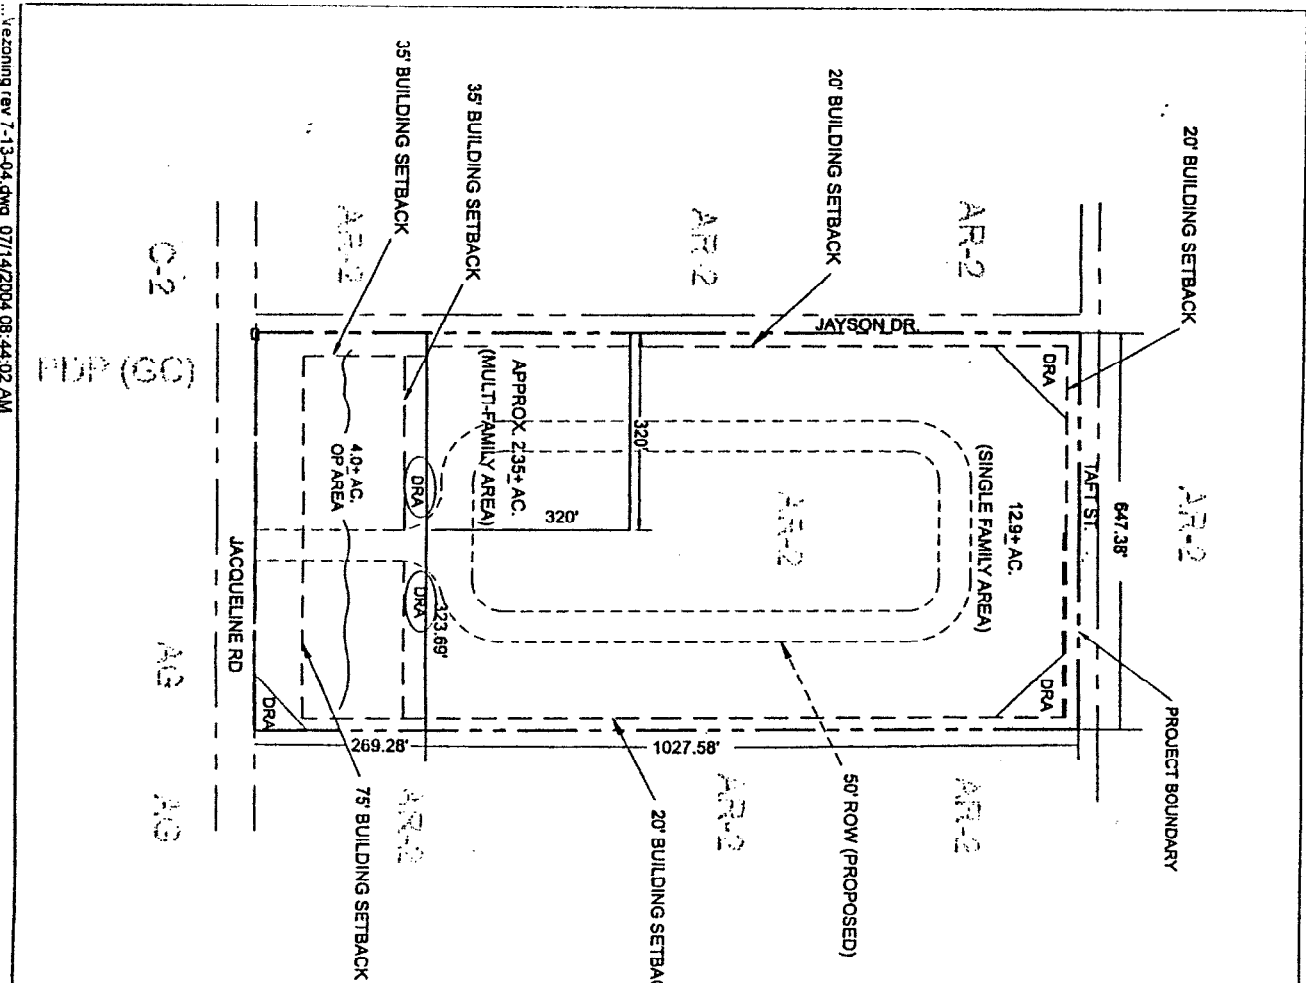 ...\rezoning rev 7-13-04.dwg 07/14/2004 08:44:02 AM
35' BUILDING SETBACK
35' BUILDING SETBACK
20' BUILDING SETBACK
20' BUILDING SETBACK
C-2
AR-2
AR-2
AR-2
PDP (GC)
JAYSON DR.
DRA
TAFT ST.
647.38'
AR-2
APPROX. 2.35± AC.
(MULTI-FAMILY AREA)
320'
320'
4.0± AC.
OP AREA
DRA
DRA
323.69'
AR-2
12.9± AC.
(SINGLE FAMILY AREA)
JACQUELINE RD
AG
DRA
DRA
269.28'
1027.58'
PROJECT BOUNDARY
AG
AR-2
AR-2
AR-2
75' BUILDING SETBACK
20' BUILDING SETBAC
50' ROW (PROPOSED)